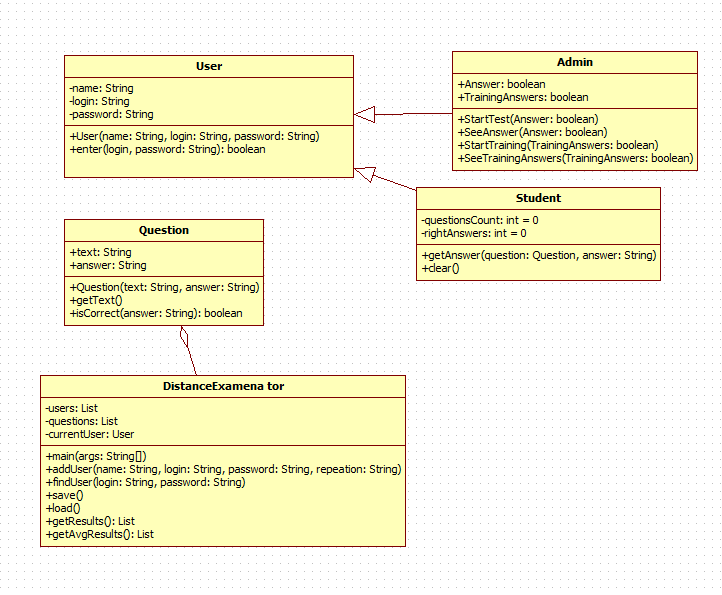 User
-name: String
-login: String
-password: String
+User(name: String, login: String, password: String)
+enter(login, password: String): boolean
Admin
+Answer: boolean
+TrainingAnswers: boolean
+StartTest(Answer: boolean)
+SeeAnswer(Answer: boolean)
+StartTraining(TrainingAnswers: boolean)
+SeeTrainingAnswers(TrainingAnswers: boolean)
Student
-questionsCount: int = 0
-rightAnswers: int = 0
+getAnswer(question: Question, answer: String)
+clear()
Question
+text: String
+answer: String
+Question(text: String, answer: String)
+getText()
+isCorrect(answer: String): boolean
DistanceExamena tor
-users: List
-questions: List
-currentUser: User
+main(args: String[])
+addUser(name: String, login: String, password: String, repeation: String)
+findUser(login: String, password: String)
+save()
+load()
+getResults(): List
+getAvgResults(): List